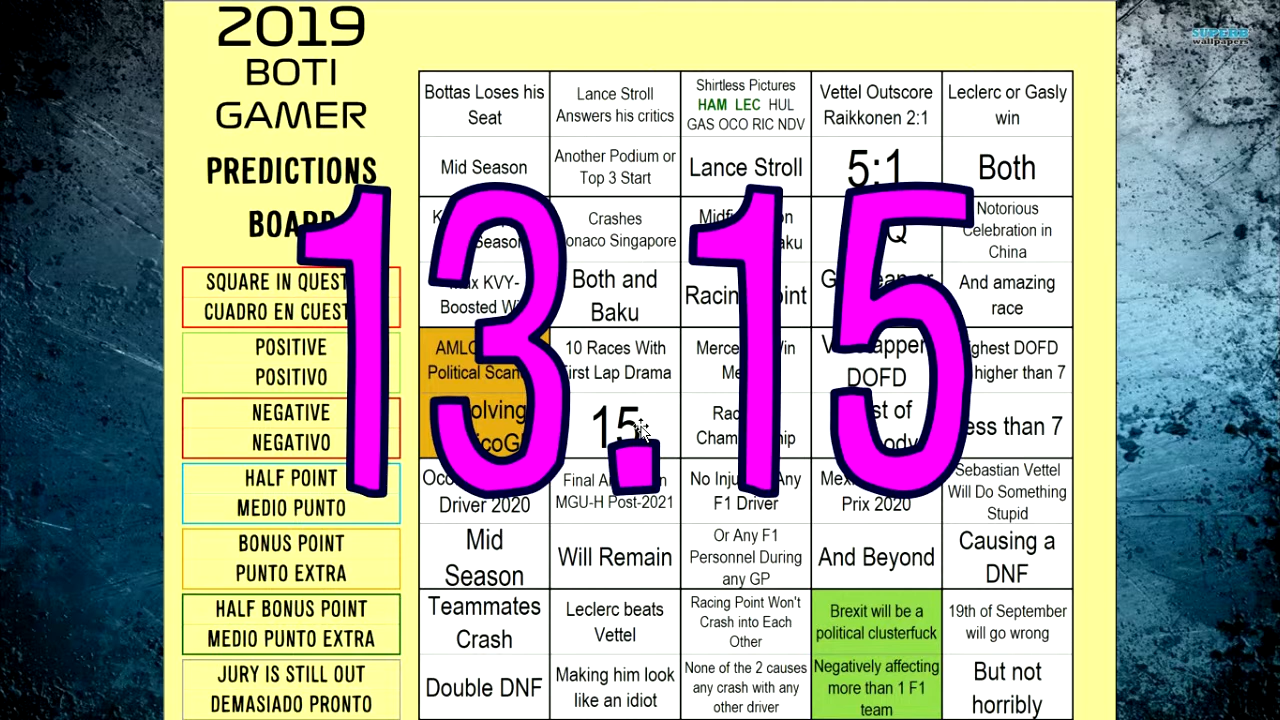 2019
BOTI
GAMER
PREDICTIONS
SUPERB
wallpapers
Bottas Loses his
Seat
Lance Stroll
Answers his critics
Shirtless Pictures
HAM LEC HUL
GAS OCO RIC NDV
Vettel Outscore
Raikkonen 2:1
Leclerc or Gasly
win
Mid Season
Another Podium or
Top 3 Start
Lance Stroll
5:1
Both
13.15
Crashes
Singapore
Notorious
Celebration in
China
Both and
Baku
And amazing
race
SQUARE IN
CUADRO EN
POSITIVE
POSITIVO
NEGATIVE
NEGATIVO
HALF POINT
MEDIO PUNTO
BONUS POINT
PUNTO EXTRA
HALF BONUS POINT
MEDIO PUNTO EXTRA
JURY IS STILL OUT
DEMASIADO PRONTO
Political
10 Races With
Lap Drama
DOFD
DOFD
higher than 7
15
than 7
Driver 2020
Final
MGU-H Post-2021
No Any
F1 Driver
Prix 2020
Sebastian Vettel
Will Do Something
Stupid
Mid
Season
Will Remain
Or Any F1
Personnel During
any GP
And Beyond
Causing a
DNF
Teammates
Crash
Leclerc beats
Vettel
Racing Point Won't
Crash into Each
Other
Brexit will be a
political clusterfuck
19th of September
will go wrong
Double DNF
Making him look
like an idiot
None of the 2 causes
any crash with any
other driver
Negatively affecting
more than 1 F1
team
But not
horribly